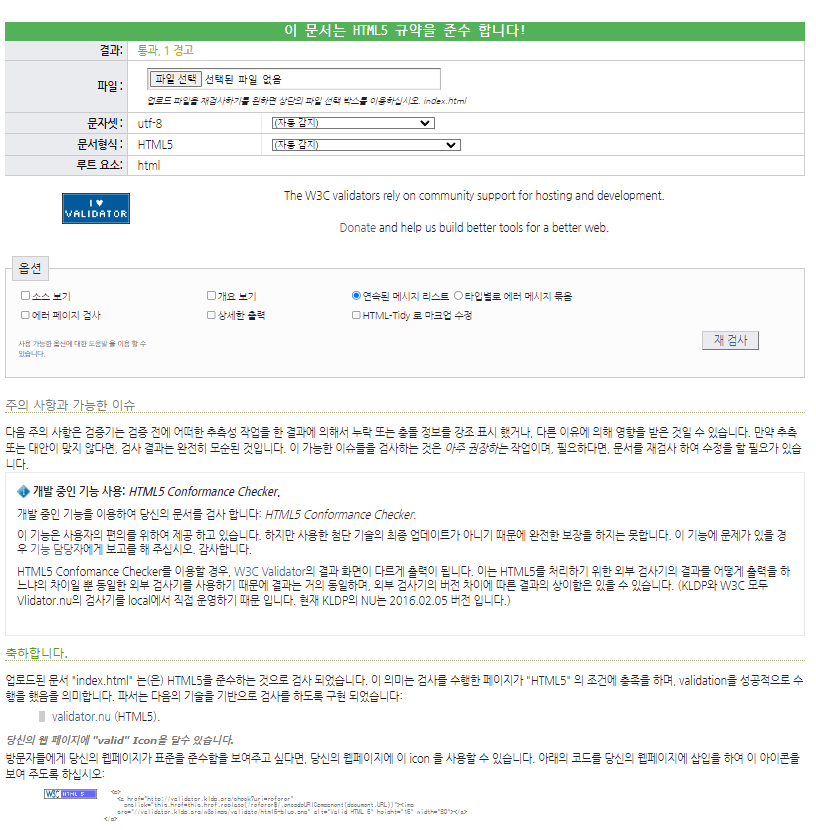 이 문서는 HTML5 규약을 준수 합니다!
결과: 통과, 1 경고
파일 : 파일 선택 선택된 파일 없음
업로드 파일을 재검사하기를 원하면 상단의 파일 선택 박스를 이용하십시오. index.html
문자셋 : utf-8 (자동 감지)
문서형식 : HTML5 (자동 감지)
루트 요소: html
I ♥ VALIDATOR
The W3C validators rely on community support for hosting and development.
Donate and help us build better tools for a better web.
옵션
소스 보기 개요 보기 연속된 메시지 리스트 타입별로 에러 메시지 묶음
에러 페이지 검사 상세한 출력 HTML-Tidy 로 마크업 수정
사용 가능한 옵션에 대한 도움말 을 이용 할 수
있습니다.
재 검사
주의 사항과 가능한 이슈
다음 주의 사항은 검증기는 검증 전에 어떠한 추측성 작업을 한 결과에 의해서 누락 또는 충돌 정보를 강조 표시 했거나, 다른 이유에 의해 영향을 받은 것일 수 있습니다. 만약 추측
또는 대안이 맞지 않다면, 검사 결과는 완전히 모순된 것입니다. 이 가능한 이슈들을 검사하는 것은 아주 권장하는 작업이며, 필요하다면, 문서를 재검사 하여 수정을 할 필요가 있습
니다.
개발 중인 기능 사용: HTML5 Conformance Checker.
개발 중인 기능을 이용하여 당신의 문서를 검사 합니다: HTML5 Conformance Checker.
이 기능은 사용자의 편의를 위하여 제공 하고 있습니다. 하지만 사용한 첨단 기술의 최종 업데이트가 아니기 때문에 완전한 보장을 하지는 못합니다. 이 기능에 문제가 있을 경
우 기능 담당자에게 보고를 해 주십시오. 감사합니다.
HTML5 Confomance Checker를 이용할 경우, W3C Validator의 결과 화면이 다르게 출력이 됩니다. 이는 HTML5를 처리하기 위한 외부 검사기의 결과를 어떻게 출력을 하
느냐의 차이일 뿐 동일한 외부 검사기를 사용하기 때문에 결과는 거의 동일하며, 외부 검사기의 버전 차이에 따른 결과의 상이함은 있을 수 있습니다. (KLDP와 W3C 모두
Vlidator.nu의 검사기를 local에서 직접 운영하기 때문 입니다. 현재 KLDP의 NU는 2016.02.05 버전 입니다.)
축하합니다.
업로드된 문서 "index.html" 는(은) HTML5을 준수하는 것으로 검사 되었습니다. 이 의미는 검사를 수행한 페이지가 "HTML5" 의 조건에 충족을 하며, validation을 성공적으로 수
행을 했음을 의미합니다. 파서는 다음의 기술을 기반으로 검사를 하도록 구현 되었습니다:
validator.nu (HTML5).
당신의 웹 페이지에 "valid" Icon을 달수 있습니다.
방문자들에게 당신의 웹페이지가 표준을 준수함을 보여주고 싶다면, 당신의 웹페이지에 이 icon 을 사용할 수 있습니다. 아래의 코드를 당신의 웹페이지에 삽입을 하여 이 아이콘을
보여 주도록 하십시오:
W3C HTML 5
<p>
<a href="http://validator.kldp.org/check?uri=referer"
onclick="this.href=this.href.replace(/referer$/,encodeURIComponent(document.URL))"><img
src="//validator.kldp.org/w3cimgs/validate/html5-blue.png" alt="Valid HTML 5" height="15" width="80"></a>
</p>